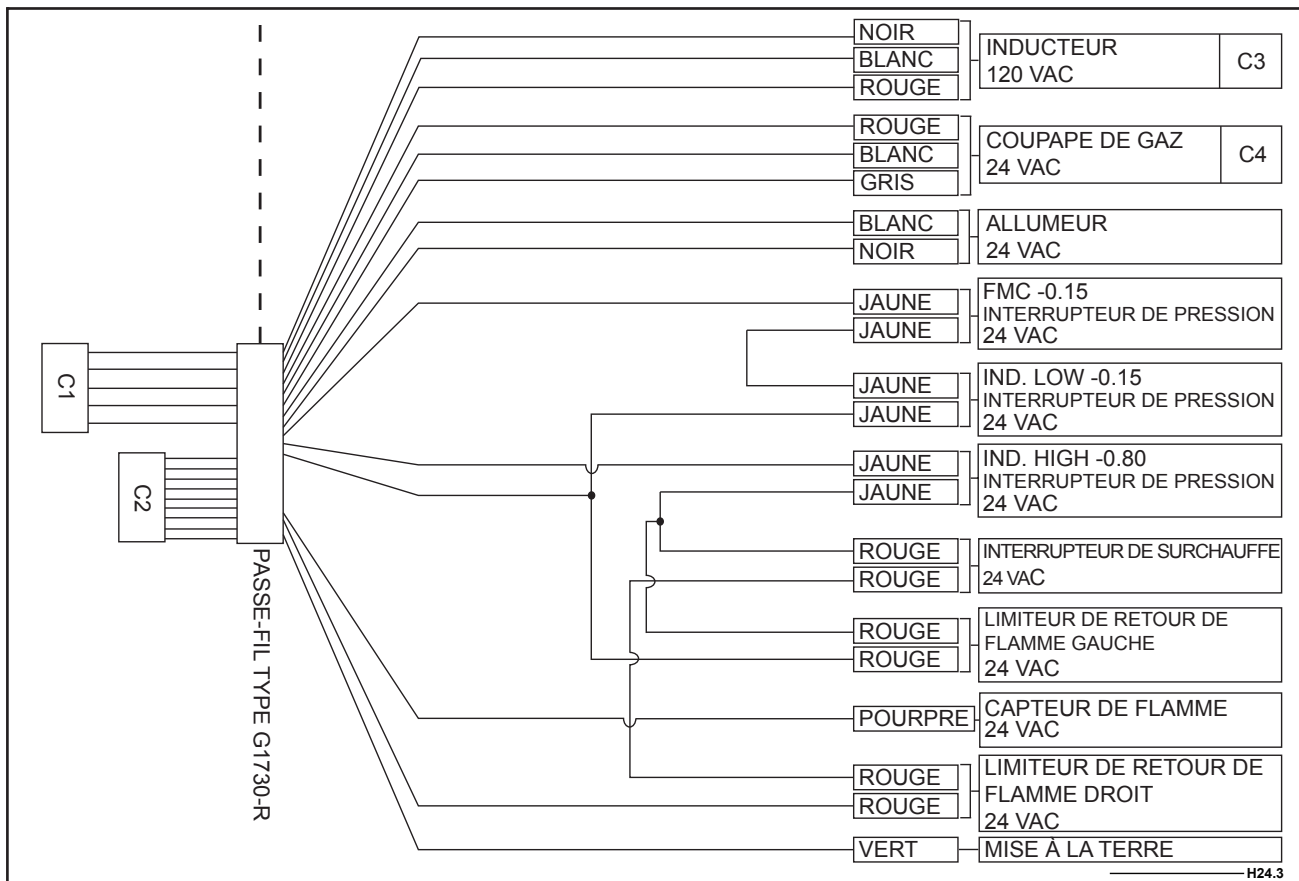 NOIR
BLANC
ROUGE
INDUCTEUR
120 VAC
C3
ROUGE
BLANC
GRIS
COUPAPE DE GAZ
24 VAC
C4
BLANC
NOIR
ALLUMEUR
24 VAC
JAUNE
JAUNE
FMC -0.15
INTERRUPTEUR DE PRESSION
24 VAC
JAUNE
JAUNE
IND. LOW -0.15
INTERRUPTEUR DE PRESSION
24 VAC
JAUNE
JAUNE
IND. HIGH -0.80
INTERRUPTEUR DE PRESSION
24 VAC
ROUGE
ROUGE
INTERRUPTEUR DE SURCHAUFFE
24 VAC
ROUGE
ROUGE
LIMITEUR DE RETOUR DE
FLAMME GAUCHE
24 VAC
POURPRE
CAPTEUR DE FLAMME
24 VAC
ROUGE
ROUGE
LIMITEUR DE RETOUR DE
FLAMME DROIT
24 VAC
VERT
MISE À LA TERRE
C1
C2
PASSE-FIL TYPE G1730-R
H24.3